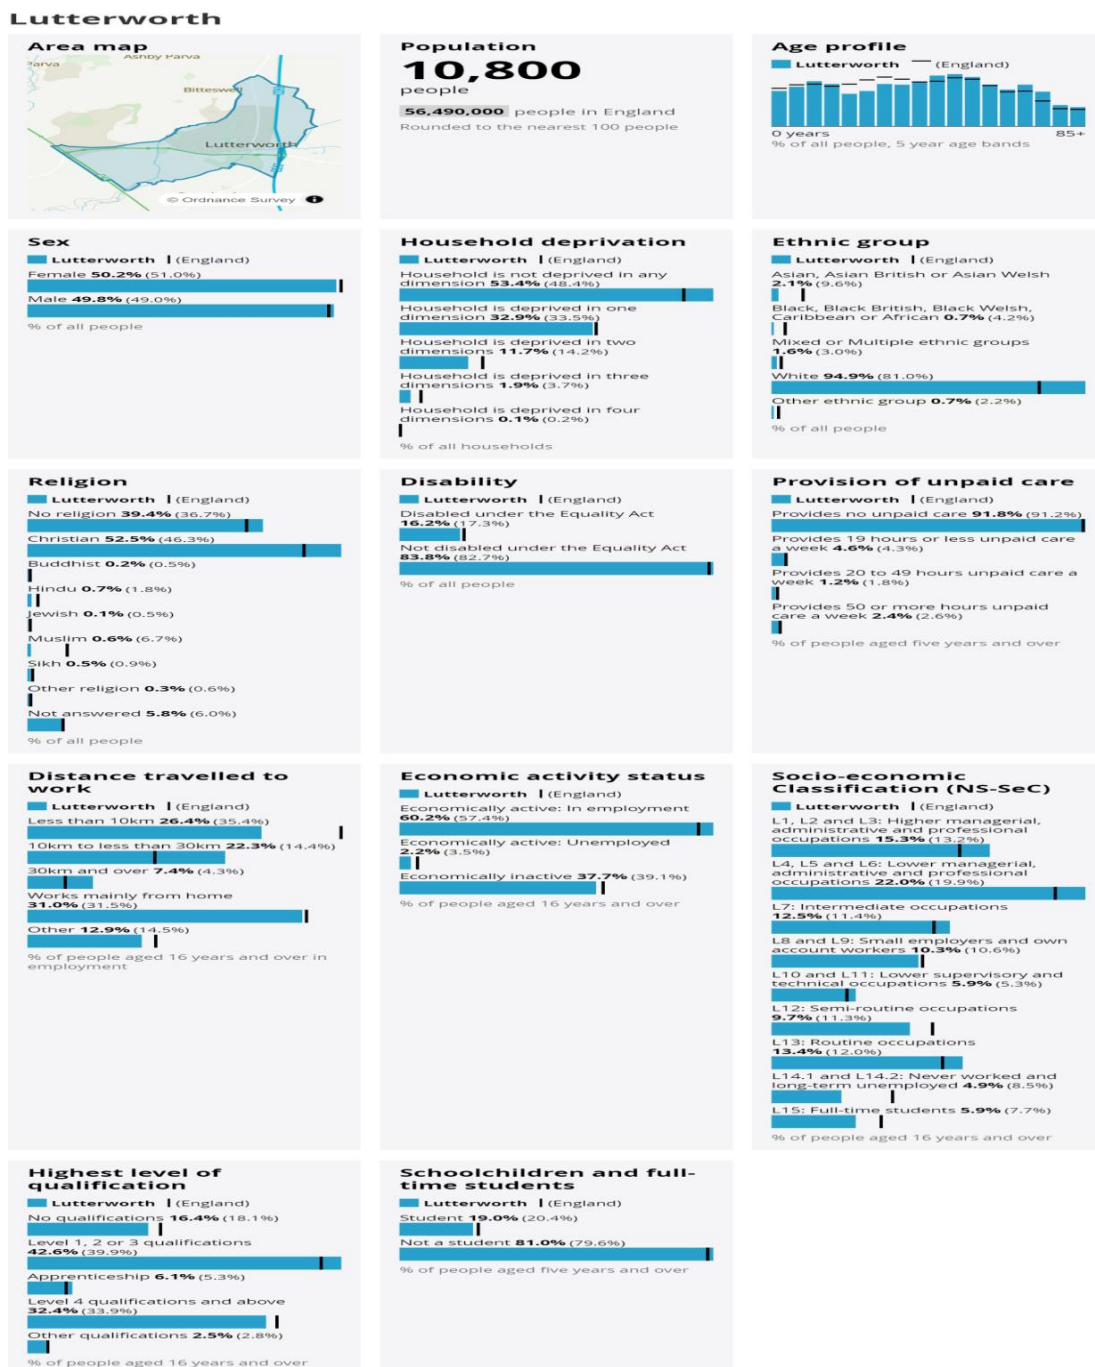 Lutterworth
Area map
Ashby Parva
Parva
Bitteswell
Lutterworth
© Ordnance Survey
Population
10,800
people
56,490,000 people in England
Rounded to the nearest 100 people
Age profile
Lutterworth (England)
0 years 85+
% of all people, 5 year age bands
Sex
Lutterworth (England)
Female 50.2% (51.0%)
Male 49.8% (49.0%)
% of all people
Household deprivation
Lutterworth (England)
Household is not deprived in any
dimension 53.4% (48.4%)
Household is deprived in one
dimension 32.9% (33.5%)
Household is deprived in two
dimensions 11.7% (14.2%)
Household is deprived in three
dimensions 1.9% (3.7%)
Household is deprived in four
dimensions 0.1% (0.2%)
% of all households
Ethnic group
Lutterworth (England)
Asian, Asian British or Asian Welsh
2.1% (9.6%)
Black, Black British, Black Welsh,
Caribbean or African 0.7% (4.2%)
Mixed or Multiple ethnic groups
1.6% (3.0%)
White 94.9% (81.0%)
Other ethnic group 0.7% (2.2%)
% of all people
Religion
Lutterworth (England)
No religion 39.4% (36.7%)
Christian 52.5% (46.3%)
Buddhist 0.2% (0.5%)
Hindu 0.7% (1.8%)
Jewish 0.1% (0.5%)
Muslim 0.6% (6.7%)
Sikh 0.5% (0.9%)
Other religion 0.3% (0.6%)
Not answered 5.8% (6.0%)
% of all people
Disability
Lutterworth (England)
Disabled under the Equality Act
16.2% (17.3%)
Not disabled under the Equality Act
83.8% (82.7%)
% of all people
Provision of unpaid care
Lutterworth (England)
Provides no unpaid care 91.8% (91.2%)
Provides 19 hours or less unpaid care
a week 4.6% (4.3%)
Provides 20 to 49 hours unpaid care a
week 1.2% (1.8%)
Provides 50 or more hours unpaid
care a week 2.4% (2.6%)
% of people aged five years and over
Distance travelled to
work
Lutterworth (England)
Less than 10km 26.4% (35.4%)
10km to less than 30km 22.3% (14.4%)
30km and over 7.4% (4.3%)
Works mainly from home
31.0% (31.5%)
Other 12.9% (14.5%)
% of people aged 16 years and over in
employment
Economic activity status
Lutterworth (England)
Economically active: In employment
60.2% (57.4%)
Economically active: Unemployed
2.2% (3.5%)
Economically inactive 37.7% (39.1%)
% of people aged 16 years and over
Socio-economic
Classification (NS-SeC)
Lutterworth (England)
L1, L2 and L3: Higher managerial,
administrative and professional
occupations 15.3% (13.2%)
L4, L5 and L6: Lower managerial,
administrative and professional
occupations 22.0% (19.9%)
L7: Intermediate occupations
12.5% (11.4%)
L8 and L9: Small employers and own
account workers 10.3% (10.6%)
L10 and L11: Lower supervisory and
technical occupations 5.9% (5.3%)
L12: Semi-routine occupations
9.7% (11.3%)
L13: Routine occupations
13.4% (12.0%)
L14.1 and L14.2: Never worked and
long-term unemployed 4.9% (8.5%)
L15: Full-time students 5.9% (7.7%)
% of people aged 16 years and over
Highest level of
qualification
Lutterworth (England)
No qualifications 16.4% (18.1%)
Level 1, 2 or 3 qualifications
42.6% (39.9%)
Apprenticeship 6.1% (5.3%)
Level 4 qualifications and above
32.4% (33.9%)
Other qualifications 2.5% (2.8%)
% of people aged 16 years and over
Schoolchildren and full-
time students
Lutterworth (England)
Student 19.0% (20.4%)
Not a student 81.0% (79.6%)
% of people aged five years and over